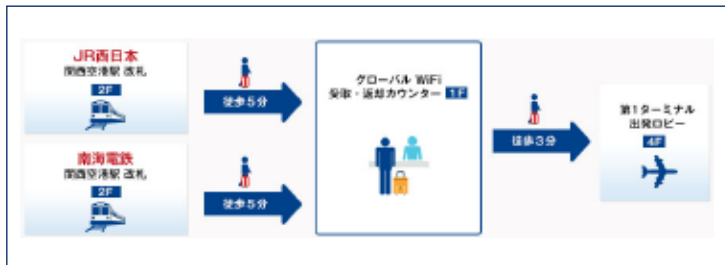 JR西日本
関西空港駅 改札
2F
徒歩5分
南海電鉄
関西空港駅 改札
2F
徒歩5分
グローバル WiFi
受取・返却カウンター 1F
徒歩3分
第1ターミナル
出発ロビー
4F